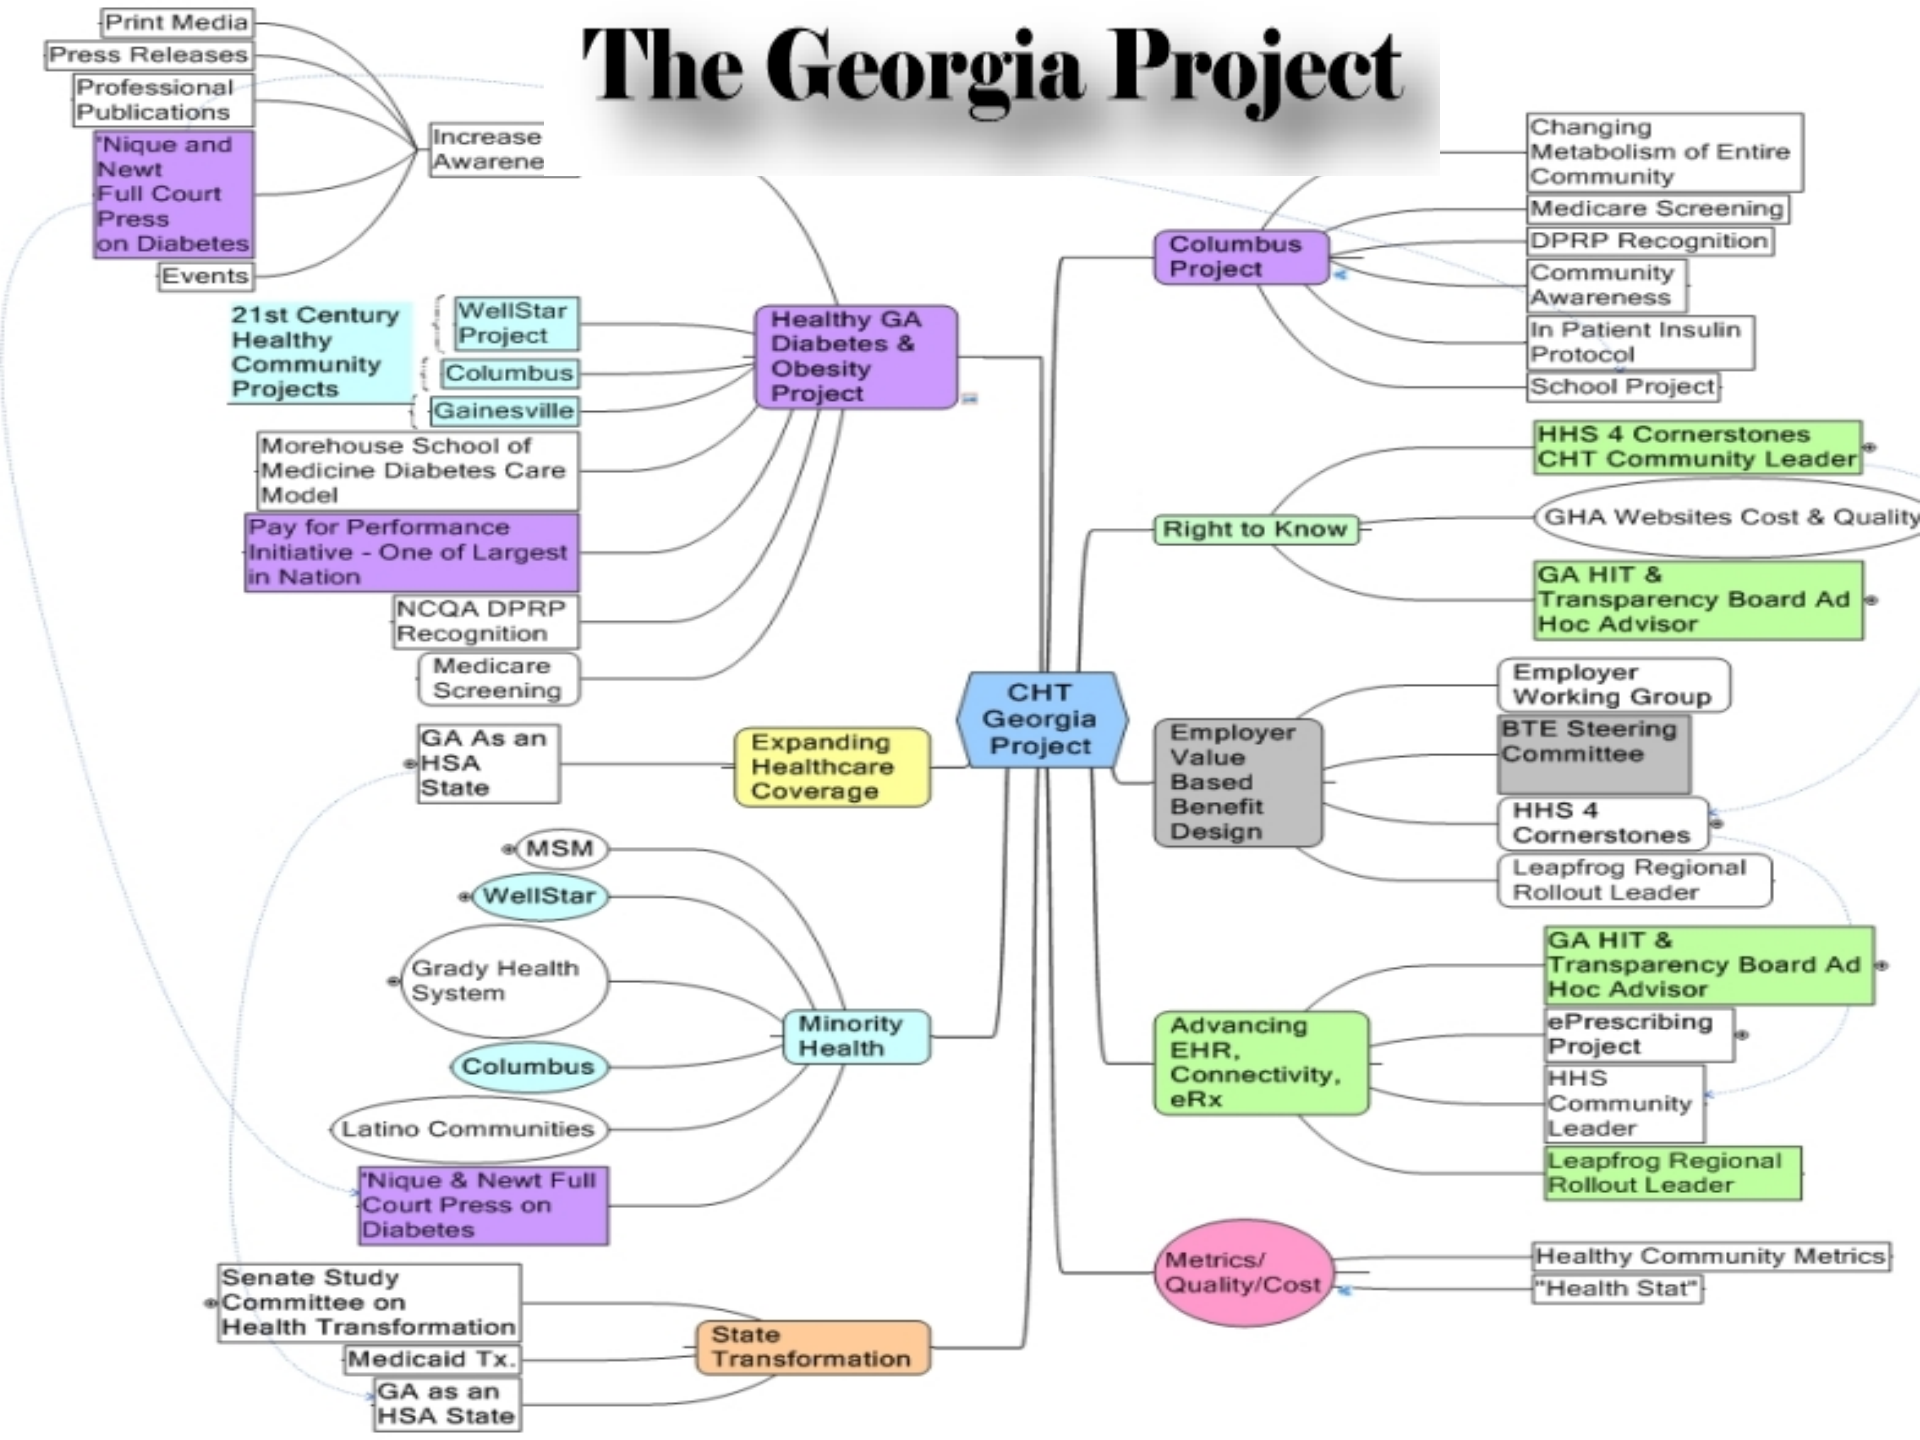 The Georgia Project
Print Media
Press Releases
Professional
Publications
'Nique and
Newt
Full Court
Press
on Diabetes
Events
Increase
Awarene
21st Century
Healthy
Community
Projects
WellStar
Project
Columbus
Gainesville
Morehouse School of
Medicine Diabetes Care
Model
Pay for Performance
Initiative - One of Largest
in Nation
NCQA DPRP
Recognition
Medicare
Screening
Healthy GA
Diabetes &
Obesity
Project
GA As an
HSA
State
Expanding
Healthcare
Coverage
MSM
WellStar
Grady Health
System
Columbus
Latino Communities
'Nique & Newt Full
Court Press on
Diabetes
Minority
Health
Senate Study
Committee on
Health Transformation
Medicaid Tx.
GA as an
HSA State
State
Transformation
CHT
Georgia
Project
Columbus
Project
Changing
Metabolism of Entire
Community
Medicare Screening
DPRP Recognition
Community
Awareness
In Patient Insulin
Protocol
School Project
Right to Know
HHS 4 Cornerstones
CHT Community Leader
GHA Websites Cost & Quality
GA HIT &
Transparency Board Ad
Hoc Advisor
Employer
Value
Based
Benefit
Design
Employer
Working Group
BTE Steering
Committee
HHS 4
Cornerstones
Leapfrog Regional
Rollout Leader
Advancing
EHR,
Connectivity,
eRx
GA HIT &
Transparency Board Ad
Hoc Advisor
ePrescribing
Project
HHS
Community
Leader
Leapfrog Regional
Rollout Leader
Metrics/
Quality/Cost
Healthy Community Metrics
"Health Stat"